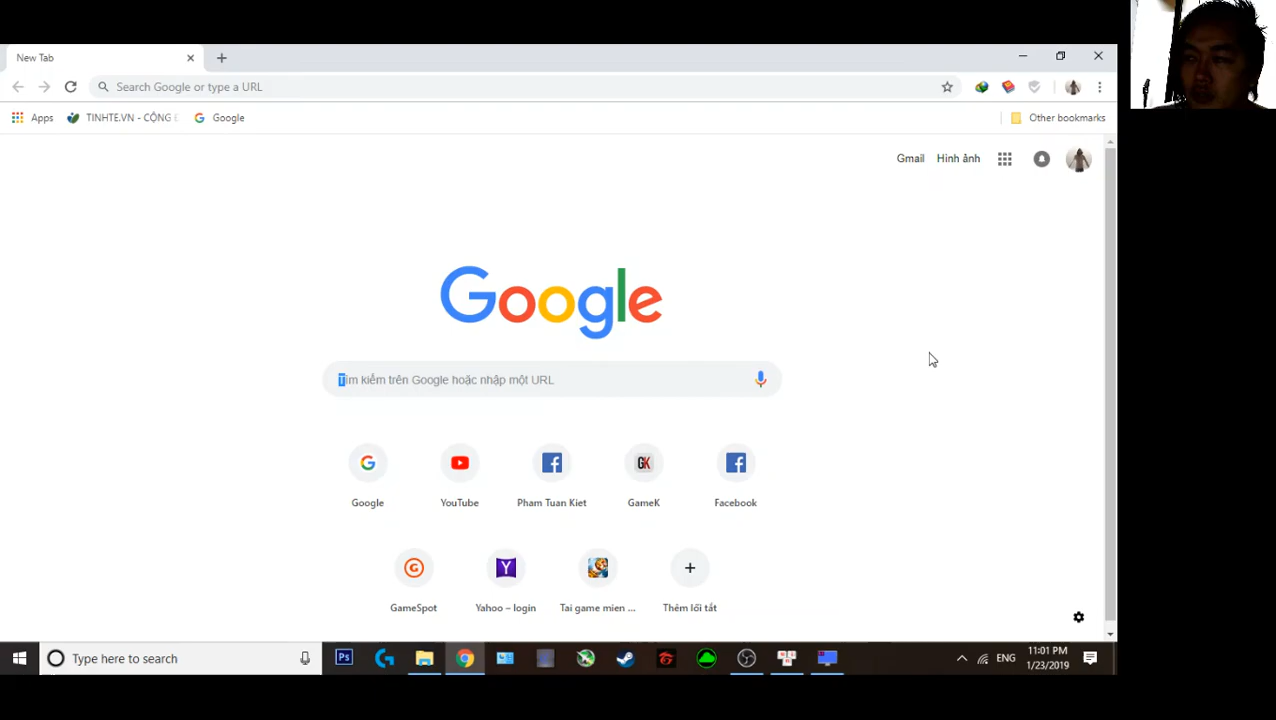 New Tab
Search Google or type a URL
Apps TINHTE.VN - CỘNG Google Other bookmarks
Gmail Hình ảnh
Google
Tìm kiếm trên Google hoặc nhập một URL
GK
Google YouTube Pham Tuan Kiet GameK Facebook
GameSpot Yahoo – login Tai game mien ... Thêm lối tắt
Type here to search Ps ENG 11:01 PM
1/23/2019